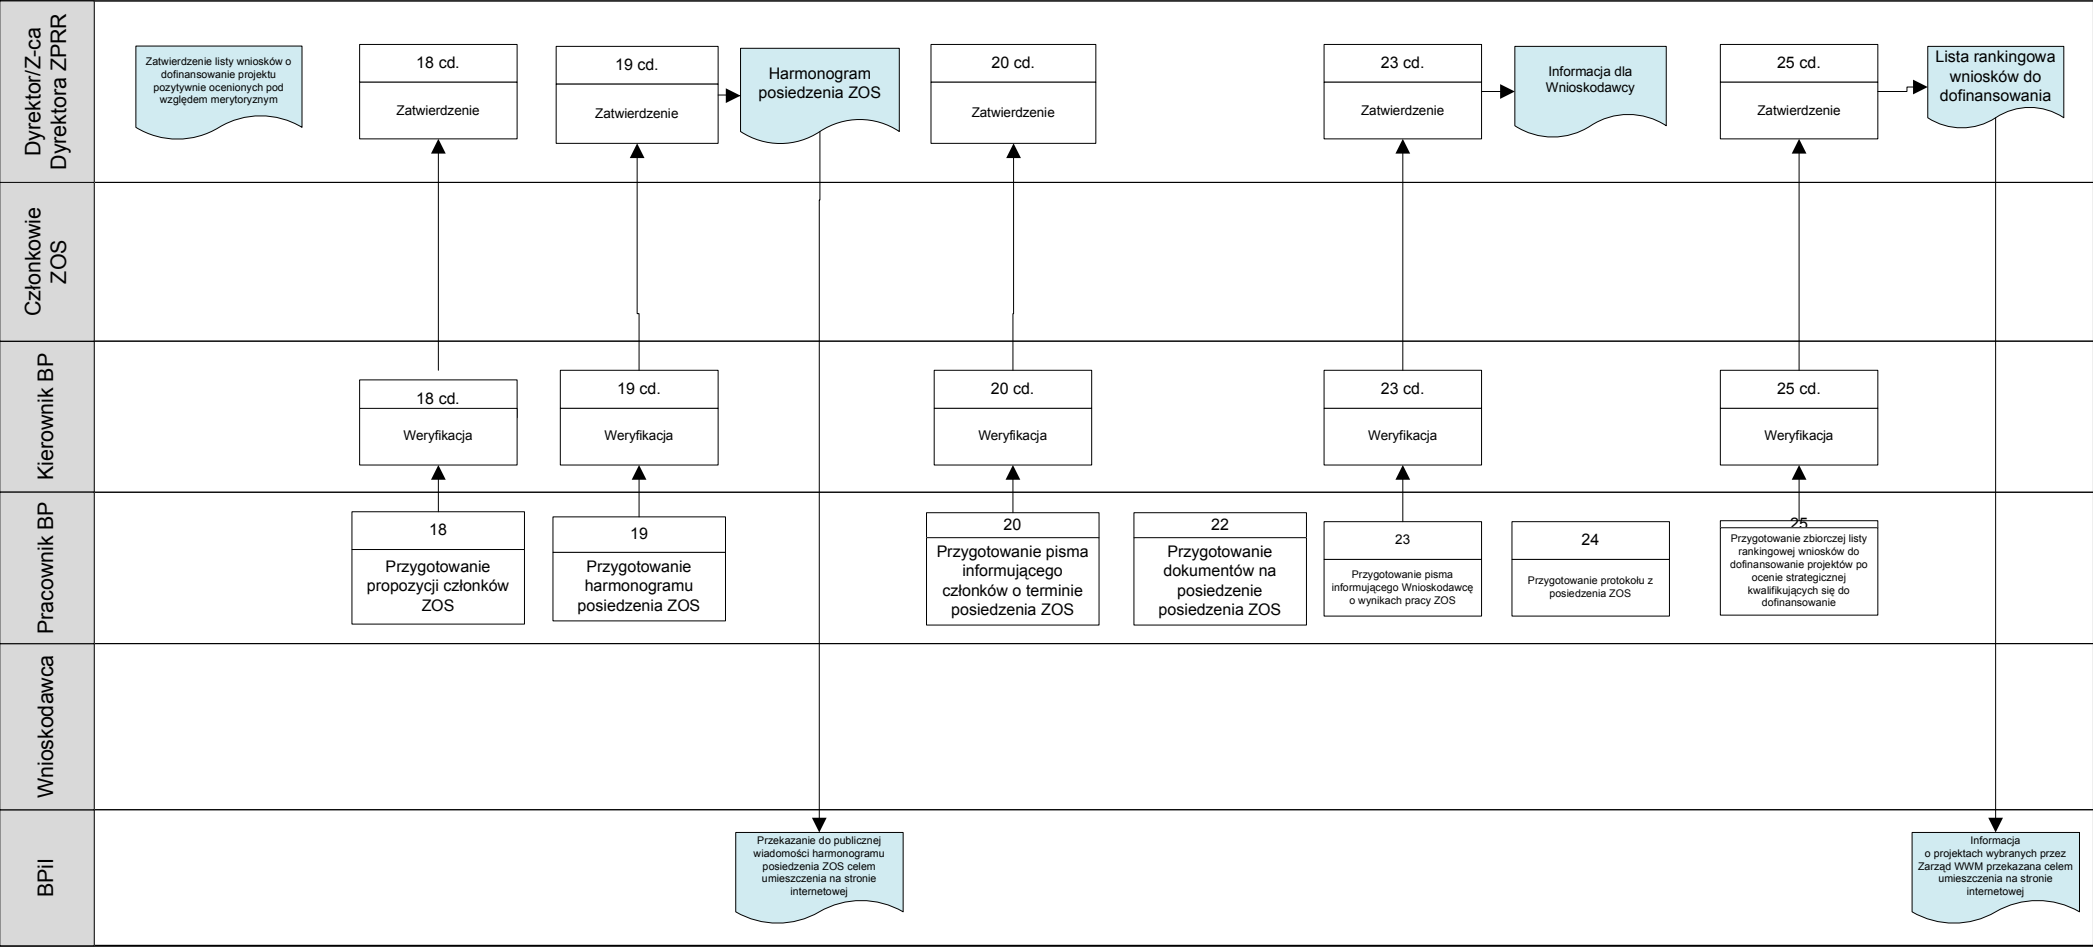 Dyrektor/Z-ca
Dyrektora ZPRR
Zatwierdzenie listy wniosków o
dofinansowanie projektu
pozytywnie ocenionych pod
względem merytoryznym
18 cd.
Zatwierdzenie
19 cd.
Zatwierdzenie
Harmonogram
posiedzenia ZOS
20 cd.
Zatwierdzenie
23 cd.
Zatwierdzenie
Informacja dla
Wnioskodawcy
25 cd.
Zatwierdzenie
Lista rankingowa
wniosków do
dofinansowania
Członkowie
ZOS
Kierownik BP
18 cd.
Weryfikacja
19 cd.
Weryfikacja
20 cd.
Weryfikacja
23 cd.
Weryfikacja
25 cd.
Weryfikacja
Pracownik BP
18
Przygotowanie
propozycji członków
ZOS
19
Przygotowanie
harmonogramu
posiedzenia ZOS
20
Przygotowanie pisma
informującego
członków o terminie
posiedzenia ZOS
22
Przygotowanie
dokumentów na
posiedzenie
posiedzenia ZOS
23
Przygotowanie pisma
informującego Wnioskodawcę
o wynikach pracy ZOS
24
Przygotowanie protokołu z
posiedzenia ZOS
25
Przygotowanie zbiorczej listy
rankingowej wniosków do
dofinansowanie projektów po
ocenie strategicznej
kwalifikujących się do
dofinansowanie
Wnioskodawca
BPiI
Przekazanie do publicznej
wiadomości harmonogramu
posiedzenia ZOS celem
umieszczenia na stronie
internetowej
Informacja
o projektach wybranych przez
Zarząd WWM przekazana celem
umieszczenia na stronie
internetowej